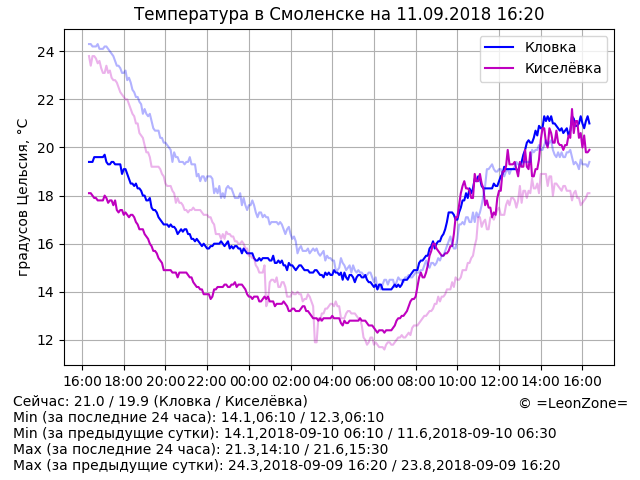 Температура в Смоленске на 11.09.2018 16:20
Кловка
Киселёвка
градусов Цельсия, °C
24
22
20
18
16
14
12
16:00 18:00 20:00 22:00 00:00 02:00 04:00 06:00 08:00 10:00 12:00 14:00 16:00
Сейчас: 21.0 / 19.9 (Кловка / Киселёвка)
© =LeonZone=
Min (за последние 24 часа): 14.1,06:10 / 12.3,06:10
Min (за предыдущие сутки): 14.1,2018-09-10 06:10 / 11.6,2018-09-10 06:30
Max (за последние 24 часа): 21.3,14:10 / 21.6,15:30
Max (за предыдущие сутки): 24.3,2018-09-09 16:20 / 23.8,2018-09-09 16:20